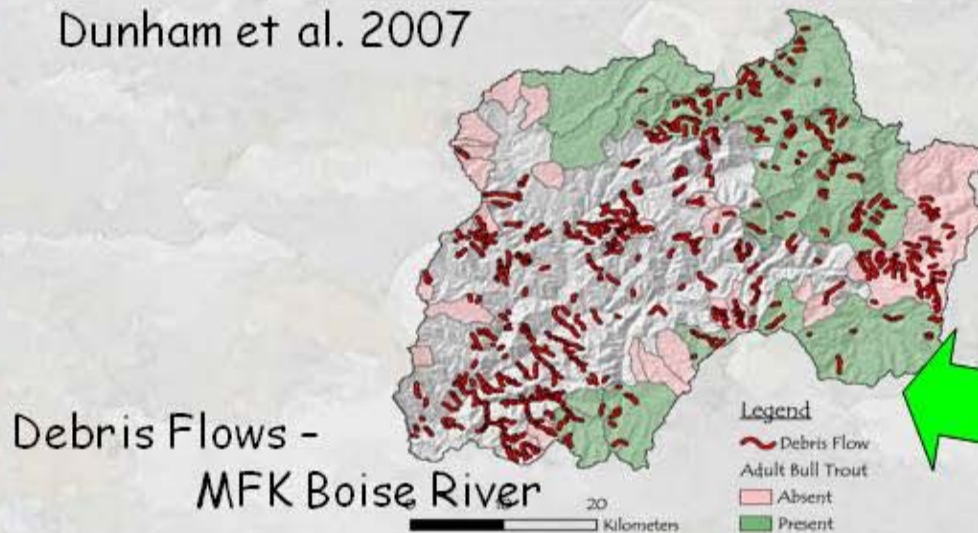 Dunham et al. 2007
Debris Flows -
MFK Boise River
Legend
Debris Flow
Adult Bull Trout
Absent
Present
20
Kilometers